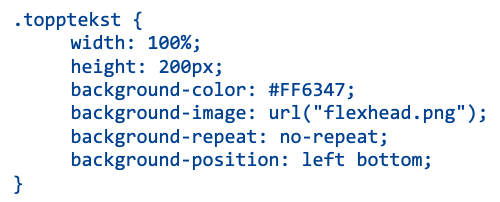 .topptekst {
     width: 100%;
     height: 200px;
     background-color: #FF6347;
     background-image: url("flexhead.png");
     background-repeat: no-repeat;
     background-position: left bottom;
}